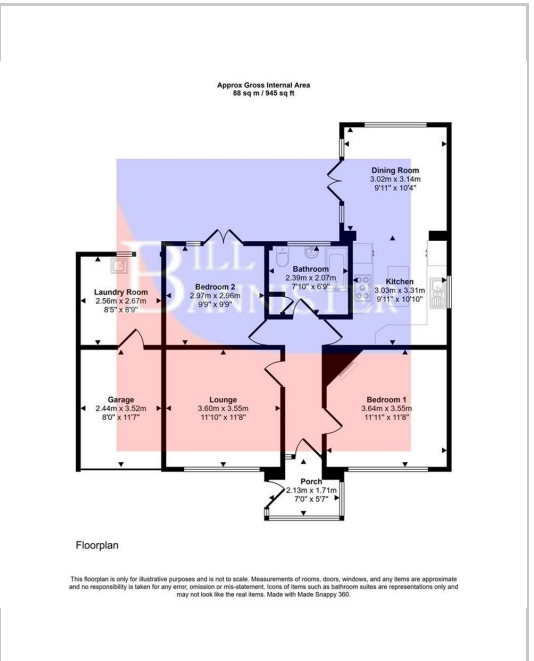 Approx Gross Internal Area
88 sq m / 945 sq ft
Dining Room
3.02m x 3.14m
9'11" x 10'4"
BILL
BANNISTER
Bathroom
2.39m x 2.07m
7'10" x 6'9"
Laundry Room
2.56m x 2.67m
8'5" x 8'9"
Bedroom 2
2.97m x 2.96m
9'9" x 9'9"
Kitchen
3.03m x 3.31m
9'11" x 10'10"
Garage
2.44m x 3.52m
8'0" x 11'7"
Lounge
3.60m x 3.55m
11'10" x 11'8"
Bedroom 1
3.64m x 3.55m
11'11" x 11'8"
Porch
2.13m x 1.71m
7'0" x 5'7"
Floorplan
This floorplan is only for illustrative purposes and is not to scale. Measurements of rooms, doors, windows, and any items are approximate
and no responsibility is taken for any error, omission or mis-statement. Icons of items such as bathroom suites are representations only and
may not look like the real items. Made with Made Snappy 360.